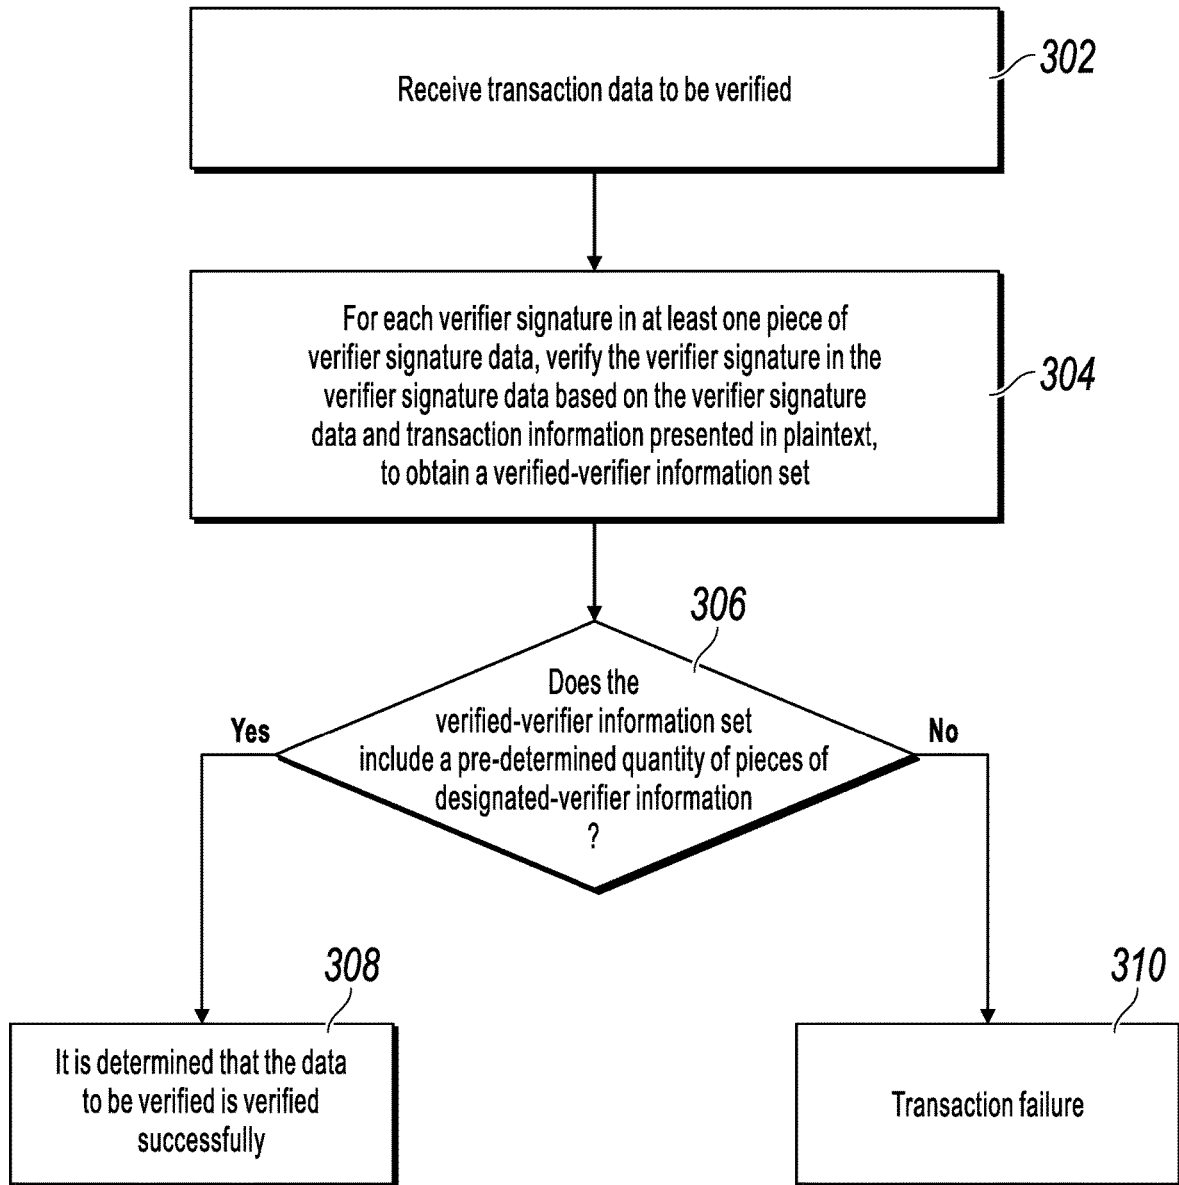 Receive transaction data to be verified
302
For each verifier signature in at least one piece of
verifier signature data, verify the verifier signature in the
verifier signature data based on the verifier signature
data and transaction information presented in plaintext,
to obtain a verified-verifier information set
304
306
Does the
verified-verifier information set
include a pre-determined quantity of pieces of
designated-verifier information
?
Yes
No
308
It is determined that the data
to be verified is verified
successfully
310
Transaction failure